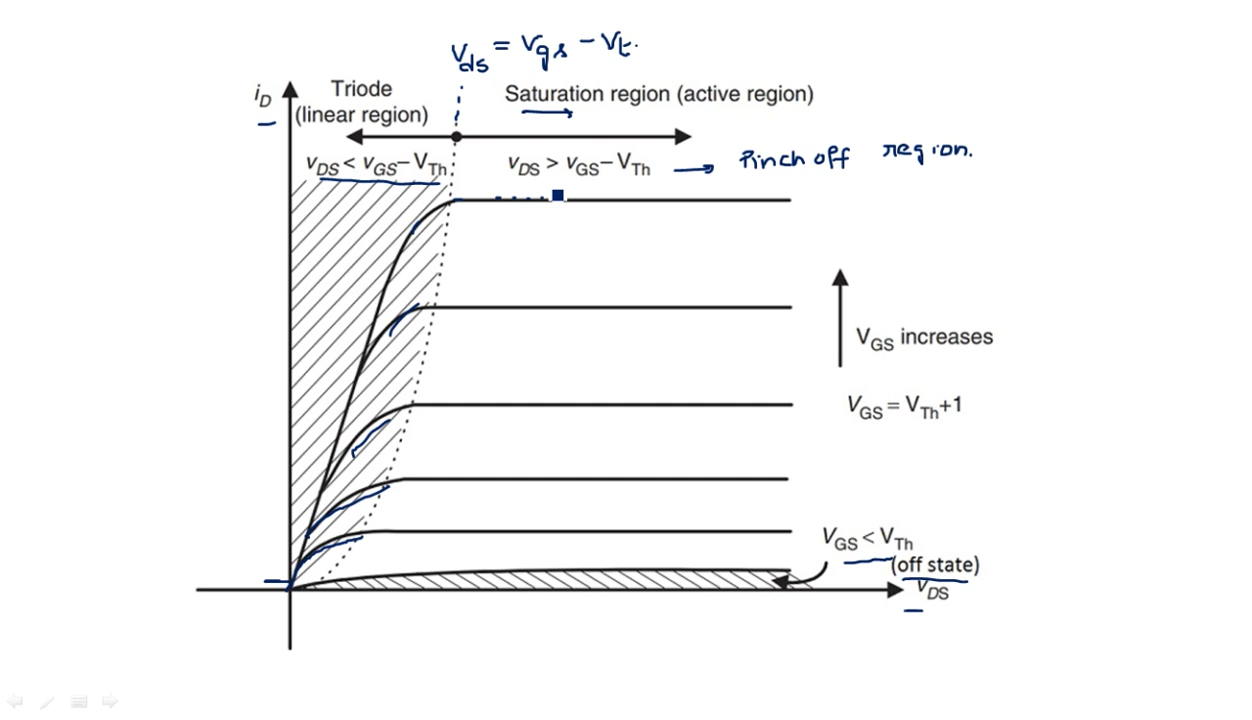 Vds = Vgs - Vt.
iD
Triode
(linear region)
Saturation region (active region)
vDS < vGS– VTh
vDS > vGS– VTh
Pinch off region.
VGS increases
VGS = VTh+1
VGS < VTh
(off state)
VDS